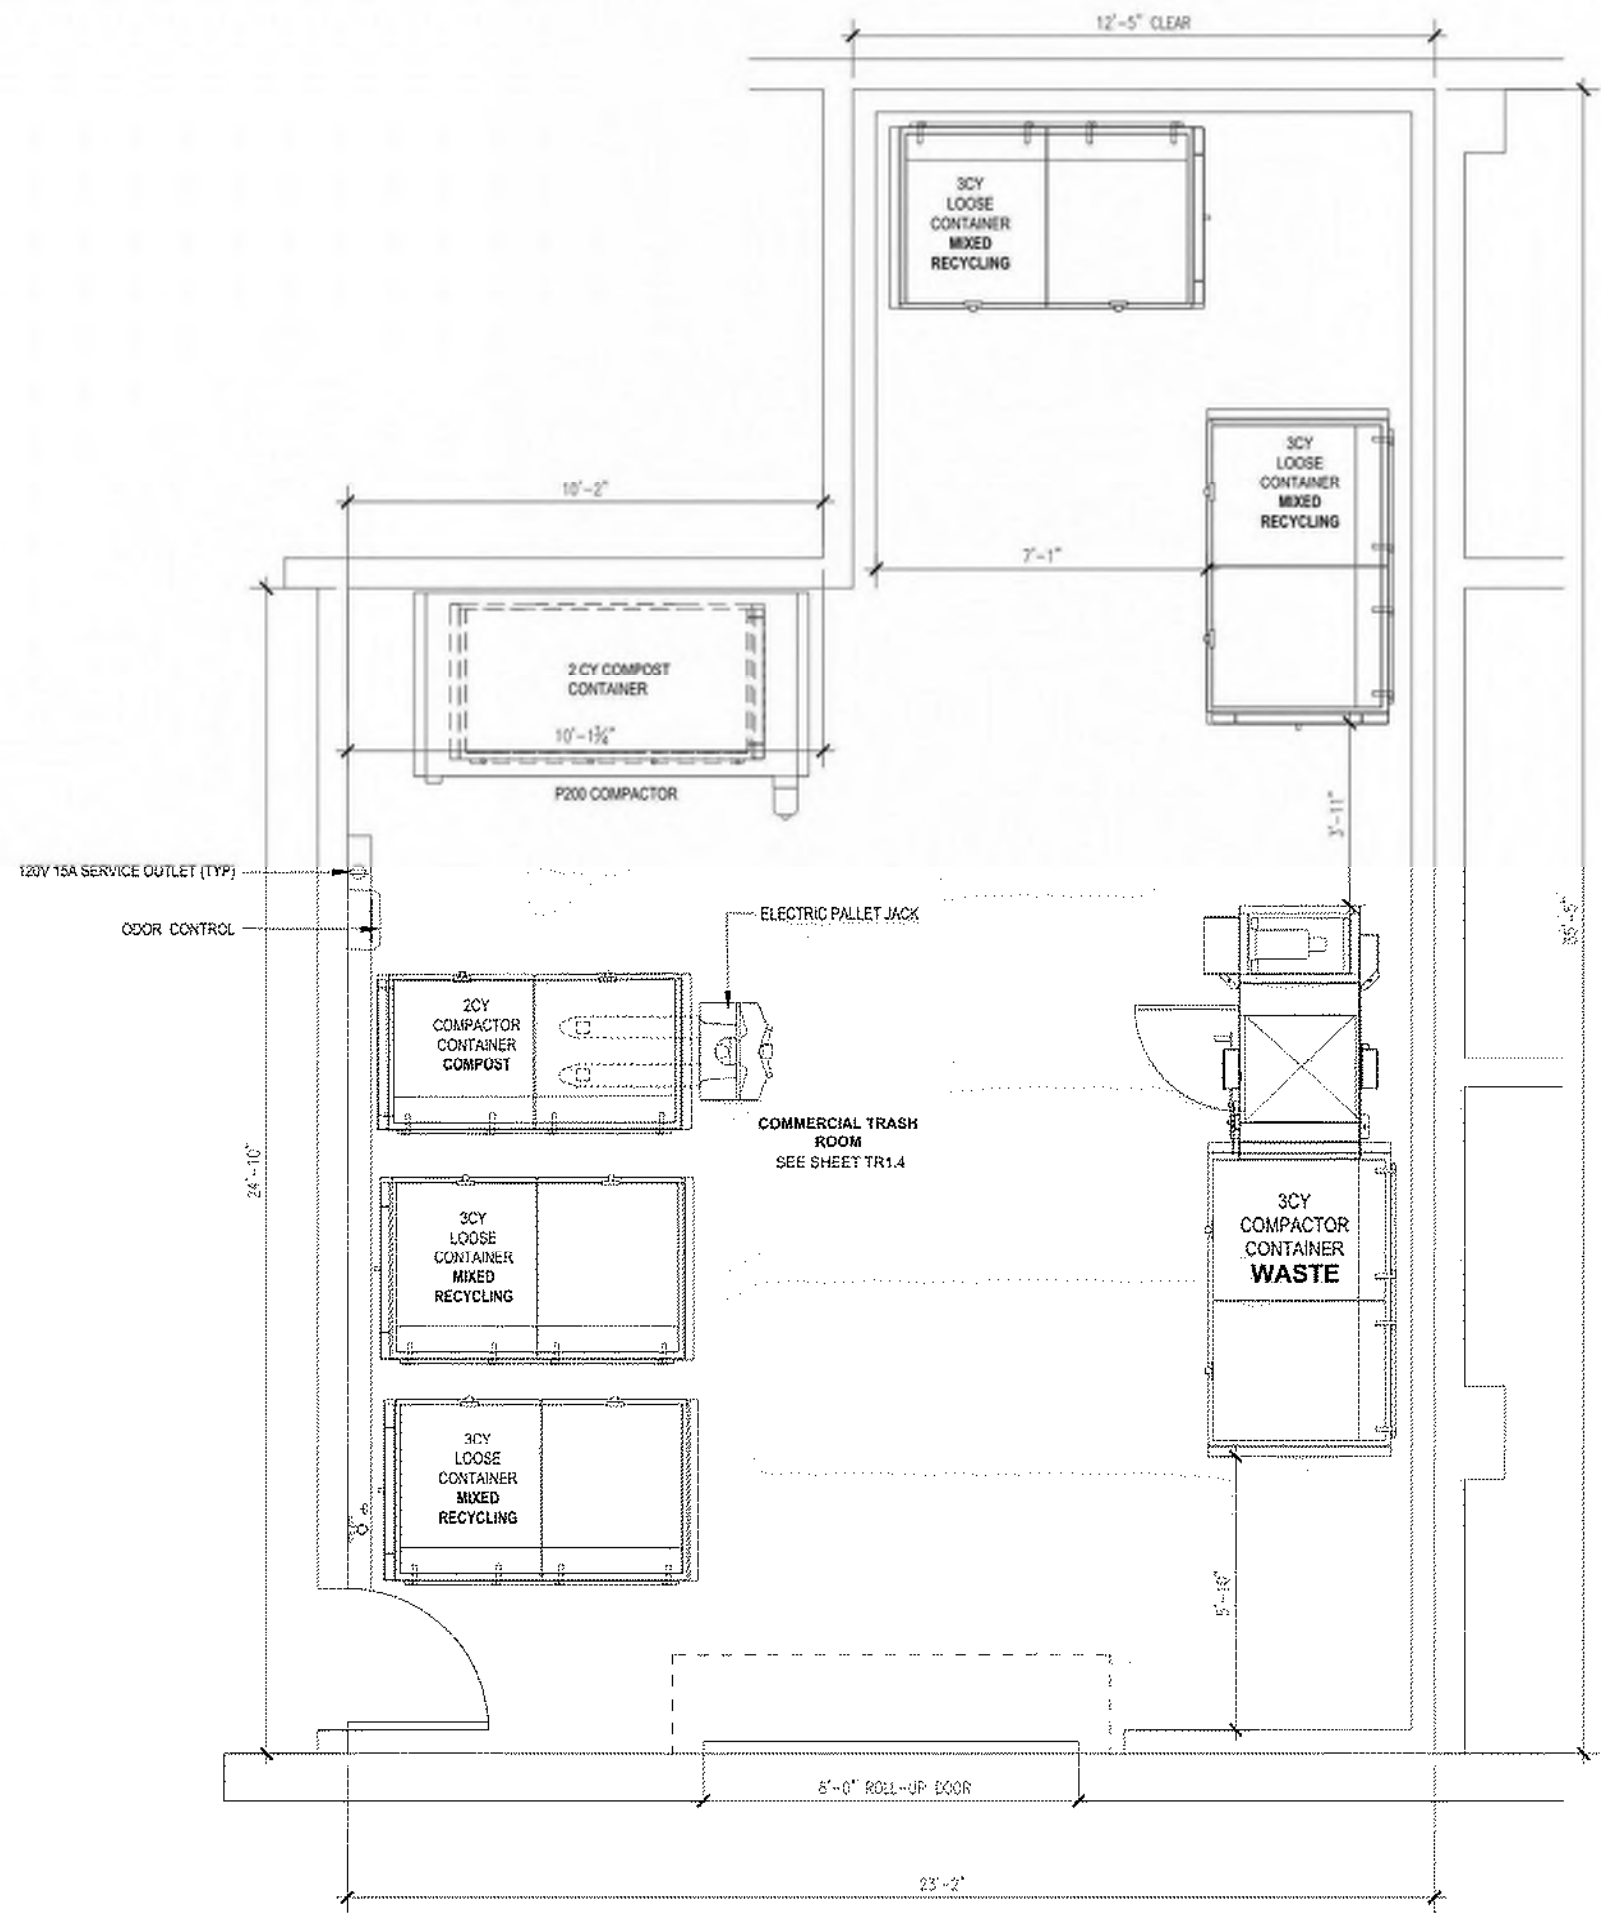 12'-5" CLEAR
3CY
LOOSE
CONTAINER
MIXED
RECYCLING
3CY
LOOSE
CONTAINER
MIXED
RECYCLING
10'-2"
7'-1"
2 CY COMPOST
CONTAINER
10'-1¾"
P200 COMPACTOR
3'-11"
120V 15A SERVICE OUTLET (TYP)
ODOR CONTROL
ELECTRIC PALLET JACK
2CY
COMPACTOR
CONTAINER
COMPOST
COMMERCIAL TRASH
ROOM
SEE SHEET TR1.4
24'-10"
3CY
LOOSE
CONTAINER
MIXED
RECYCLING
3CY
COMPACTOR
CONTAINER
WASTE
3CY
LOOSE
CONTAINER
MIXED
RECYCLING
5'-10"
8'-0" ROLL-UP DOOR
23'-2"